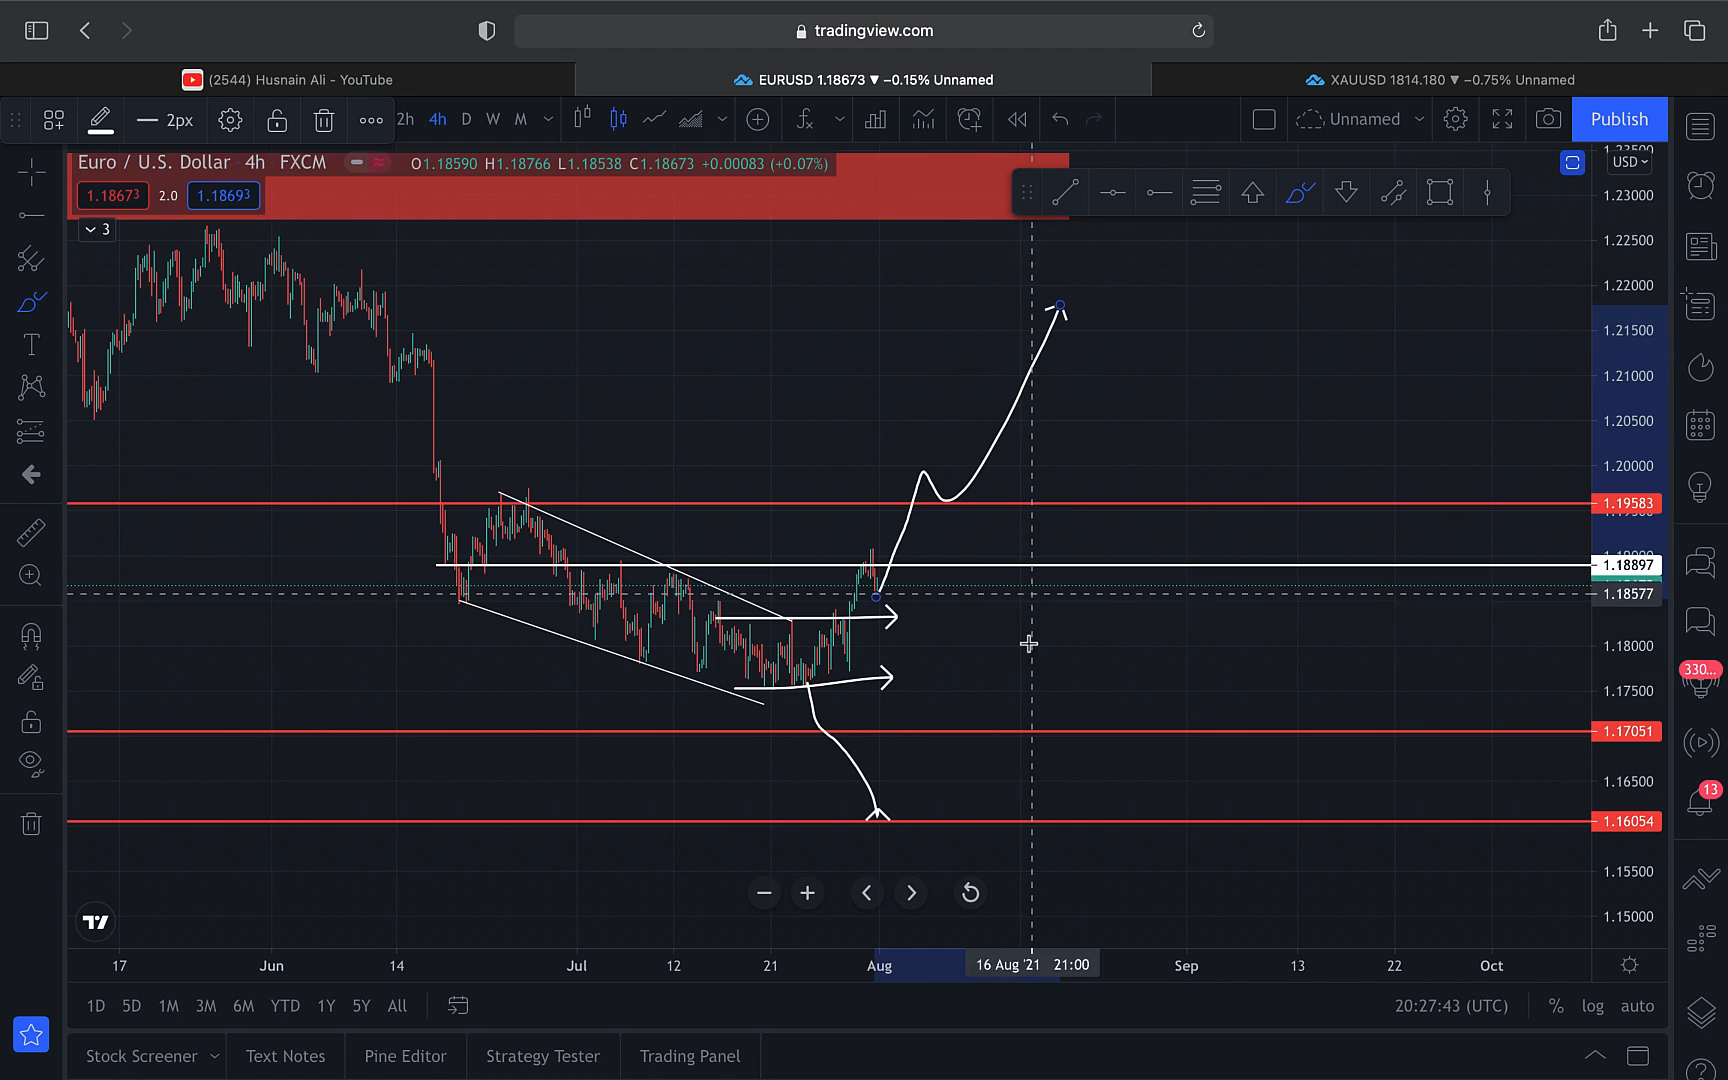 tradingview.com
(2544) Husnain Ali - YouTube
EURUSD 1.18673 ▼ −0.15% Unnamed
XAUUSD 1814.180 ▼ −0.75% Unnamed
2px
2h 4h D W M
Unnamed
Publish
Euro / U.S. Dollar 4h FXCM
O1.18590 H1.18766 L1.18538 C1.18673 +0.00083 (+0.07%)
USD
1.18673 2.0 1.18693
3
1.23000
1.22500
1.22000
1.21500
1.21000
1.20500
1.20000
1.19583
1.18897
1.18577
1.18000
330...
1.17500
1.17051
1.16500
13
1.16054
1.15500
1.15000
17 Jun 14 Jul 12 21 Aug 16 Aug '21 21:00 Sep 13 22 Oct
1D 5D 1M 3M 6M YTD 1Y 5Y All
20:27:43 (UTC) % log auto
Stock Screener Text Notes Pine Editor Strategy Tester Trading Panel